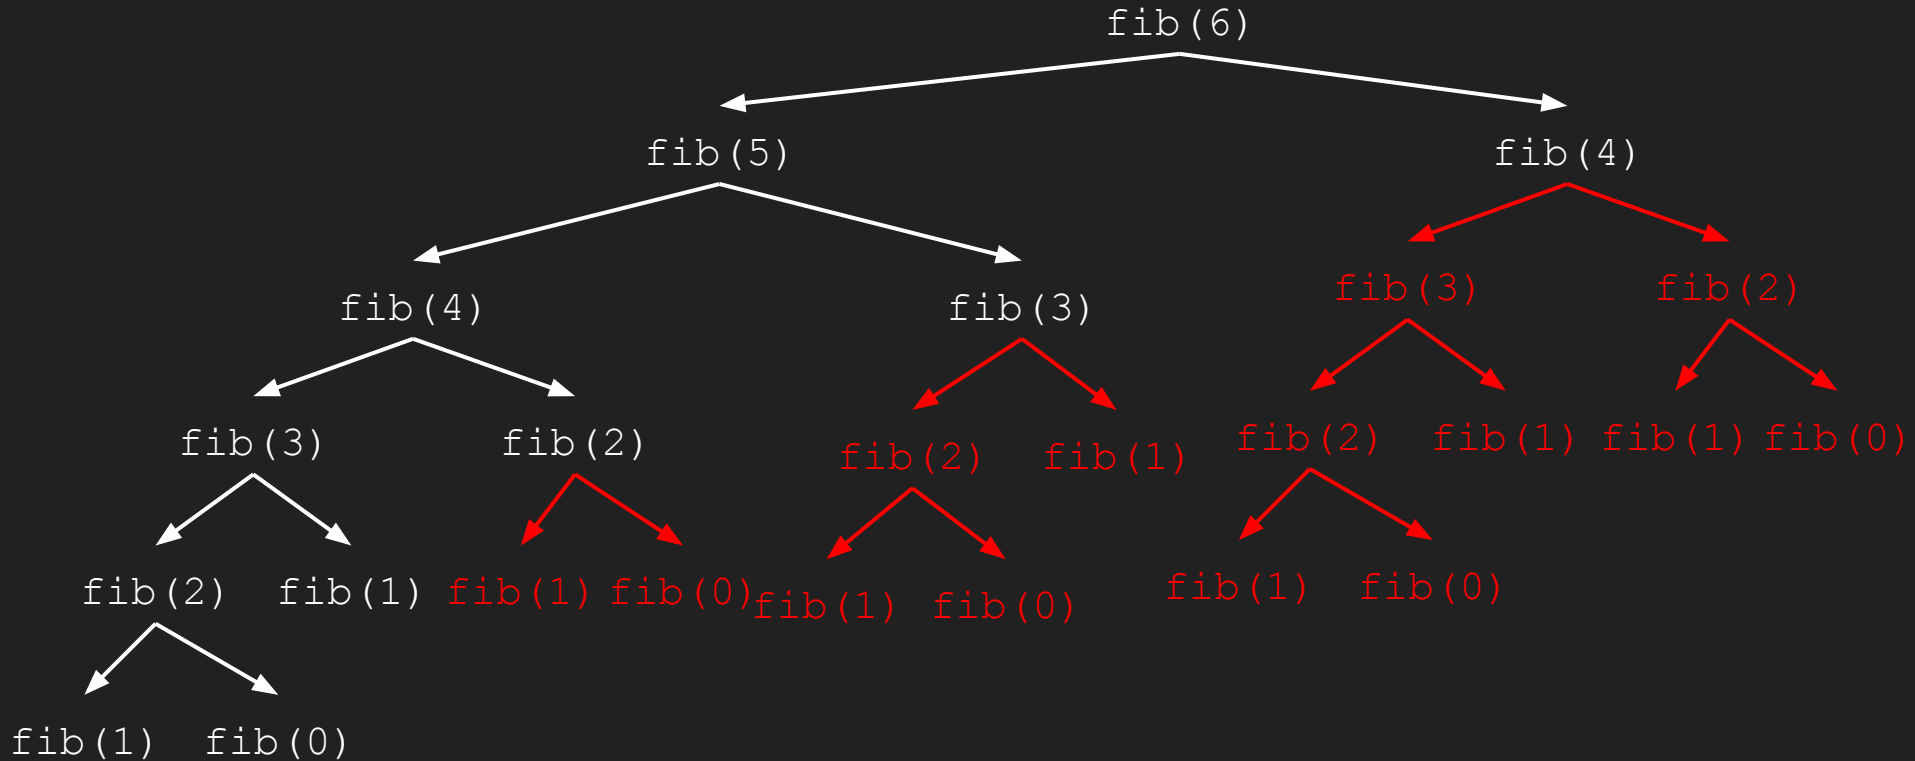 fib(6)
fib(5) fib(4)
fib(4) fib(3) fib(3) fib(2)
fib(3) fib(2) fib(2) fib(1) fib(2) fib(1) fib(1) fib(0)
fib(2) fib(1) fib(1) fib(0) fib(1) fib(0) fib(1) fib(0)
fib(1) fib(0)